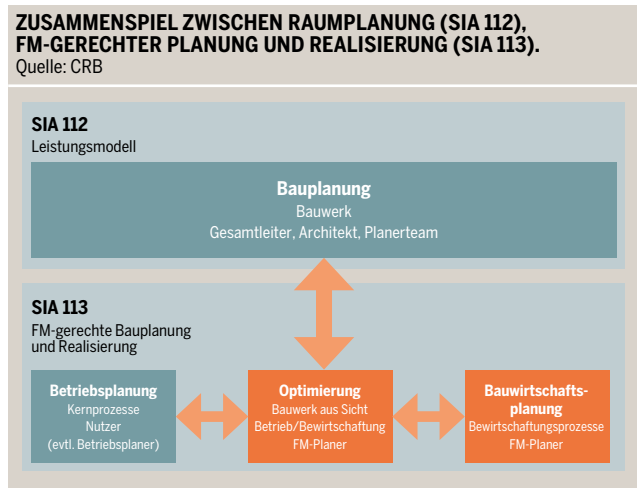 ZUSAMMENSPIEL ZWISCHEN RAUMPLANUNG (SIA 112),
FM-GERECHTER PLANUNG UND REALISIERUNG (SIA 113).
Quelle: CRB
SIA 112
Leistungsmodell
Bauplanung
Bauwerk
Gesamtleiter, Architekt, Planerteam
SIA 113
FM-gerechte Bauplanung
und Realisierung
Betriebsplanung
Kernprozesse
Nutzer
(evtl. Betriebsplaner)
Optimierung
Bauwerk aus Sicht
Betrieb/Bewirtschaftung
FM-Planer
Bauwirtschafts-
planung
Bewirtschaftungsprozesse
FM-Planer